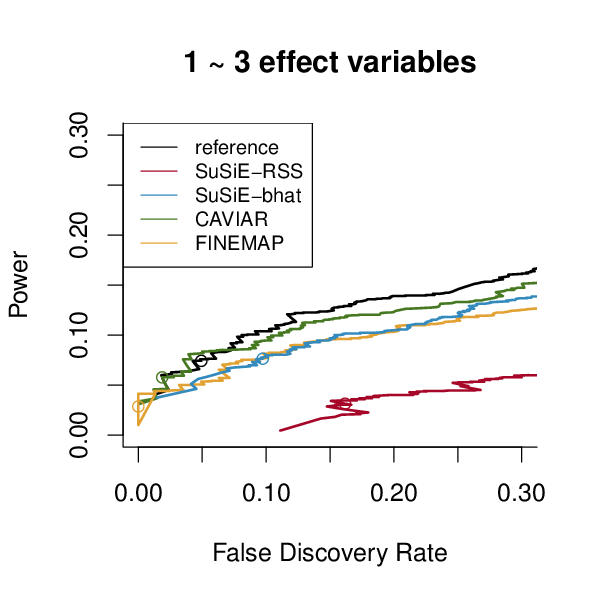 1 ~ 3 effect variables
Power
0.30
0.20
0.10
0.00
reference
SuSiE−RSS
SuSiE−bhat
CAVIAR
FINEMAP
0.00 0.10 0.20 0.30
False Discovery Rate